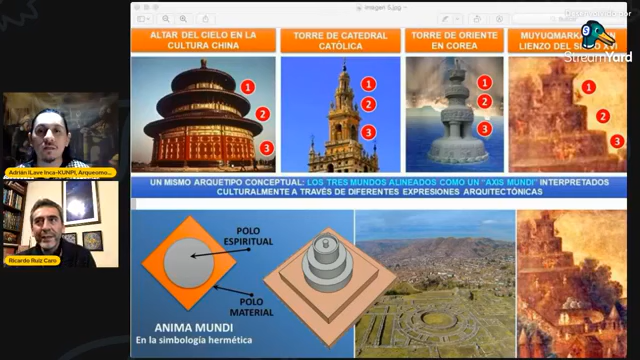 imagen 5.jpg
ALTAR DEL CIELO EN LA
CULTURA CHINA
TORRE DE CATEDRAL
CATÓLICA
TORRE DE ORIENTE
EN COREA
LIENZO DEL SIGLO XVI
StreamYard
1
2
3
1
2
3
1
2
3
1
2
3
UN MISMO ARQUETIPO CONCEPTUAL: LOS TRES MUNDOS ALINEADOS COMO UN "AXIS MUNDI" INTERPRETADOS
CULTURALMENTE A TRAVÉS DE DIFERENTES EXPRESIONES ARQUITECTÓNICAS
Adrián ILave Inca-KUNPI, Arqueomo...
Ricardo Ruiz Caro
POLO
ESPIRITUAL
POLO
MATERIAL
ANIMA MUNDI
En la simbología hermética